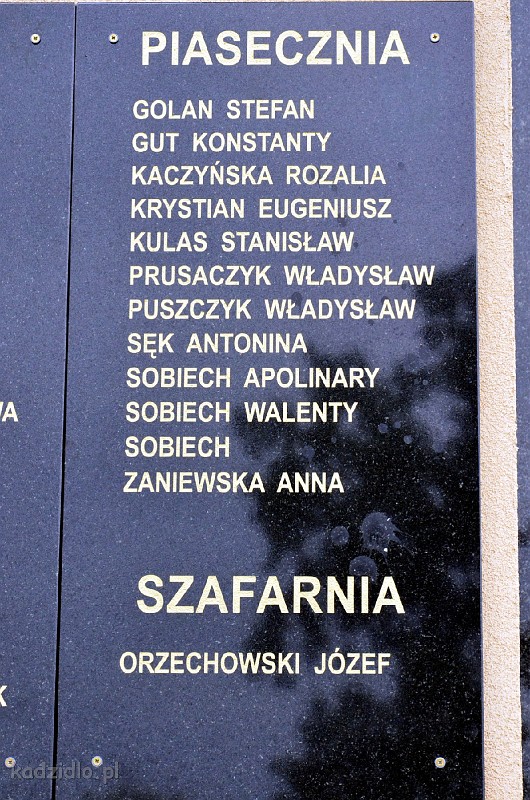 PIASECZNIA
GOLAN STEFAN
GUT KONSTANTY
KACZYŃSKA ROZALIA
KRYSTIAN EUGENIUSZ
KULAS STANISŁAW
PRUSACZYK WŁADYSŁAW
PUSZCZYK WŁADYSŁAW
SĘK ANTONINA
SOBIECH APOLINARY
SOBIECH WALENTY
SOBIECH
ZANIEWSKA ANNA
SZAFARNIA
ORZECHOWSKI JÓZEF
kadzidlo.pl